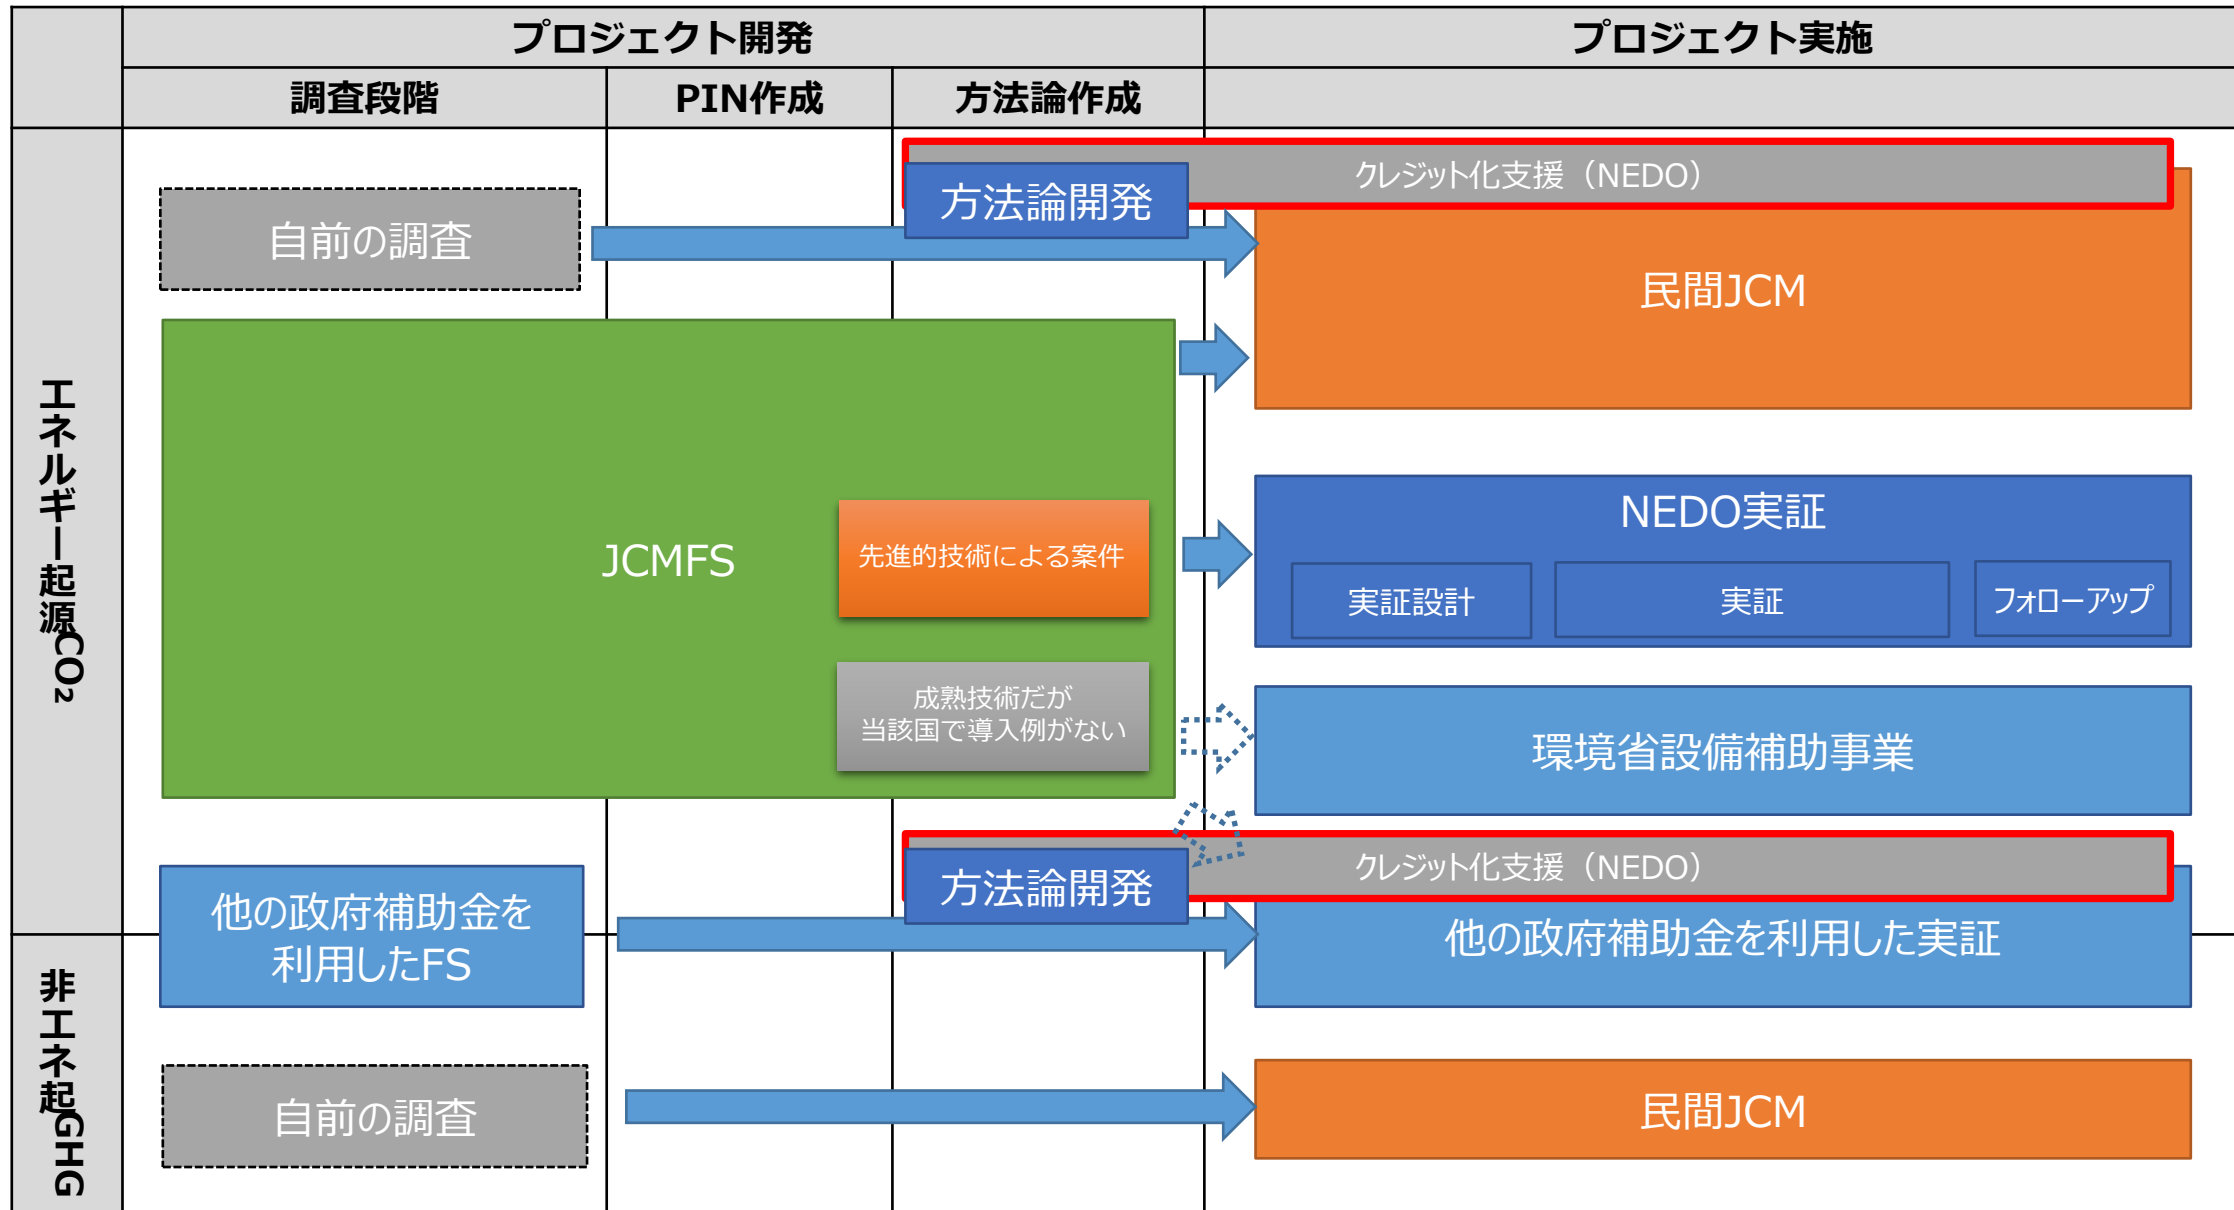 プロジェクト開発
プロジェクト実施
調査段階
PIN作成
方法論作成
エネルギー起源CO₂
クレジット化支援（NEDO）
方法論開発
自前の調査
民間JCM
JCMFS
先進的技術による案件
成熟技術だが
当該国で導入例がない
NEDO実証
実証設計
実証
フォローアップ
環境省設備補助事業
クレジット化支援（NEDO）
方法論開発
他の政府補助金を
利用したFS
他の政府補助金を利用した実証
非エネ起GHG
自前の調査
民間JCM